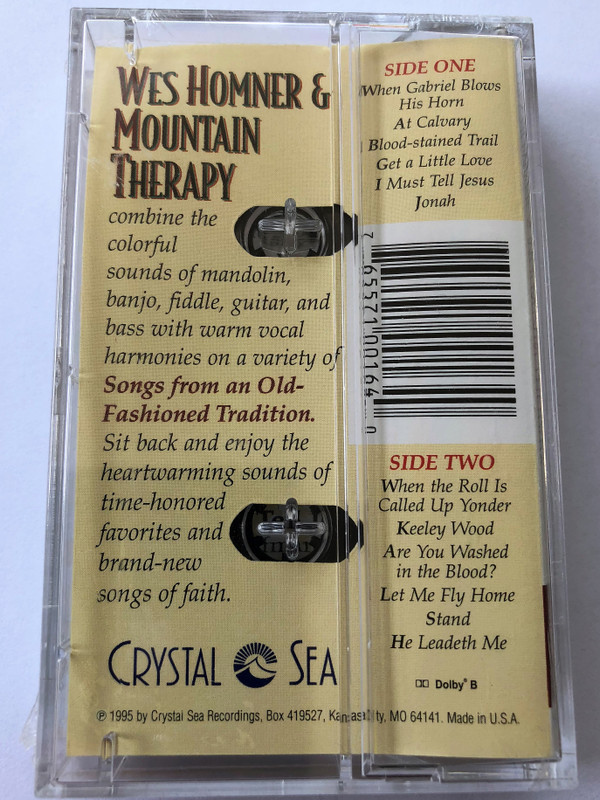 WES HOMNER &
MOUNTAIN
THERAPY
combine the
colorful
sounds of mandolin,
banjo, fiddle, guitar, and
bass with warm vocal
harmonies on a variety of
Songs from an Old-
Fashioned Tradition.
Sit back and enjoy the
heartwarming sounds of
time-honored
favorites and
brand-new
songs of faith.
CRYSTAL SEA
℗ 1995 by Crystal Sea Recordings, Box 419527, Kansas City, MO 64141. Made in U.S.A.
SIDE ONE
When Gabriel Blows
His Horn
At Calvary
Blood-stained Trail
Get a Little Love
I Must Tell Jesus
Jonah
7 65571 00164 0
SIDE TWO
When the Roll Is
Called Up Yonder
Keeley Wood
Are You Washed
in the Blood?
Let Me Fly Home
Stand
He Leadeth Me
Dolby® B